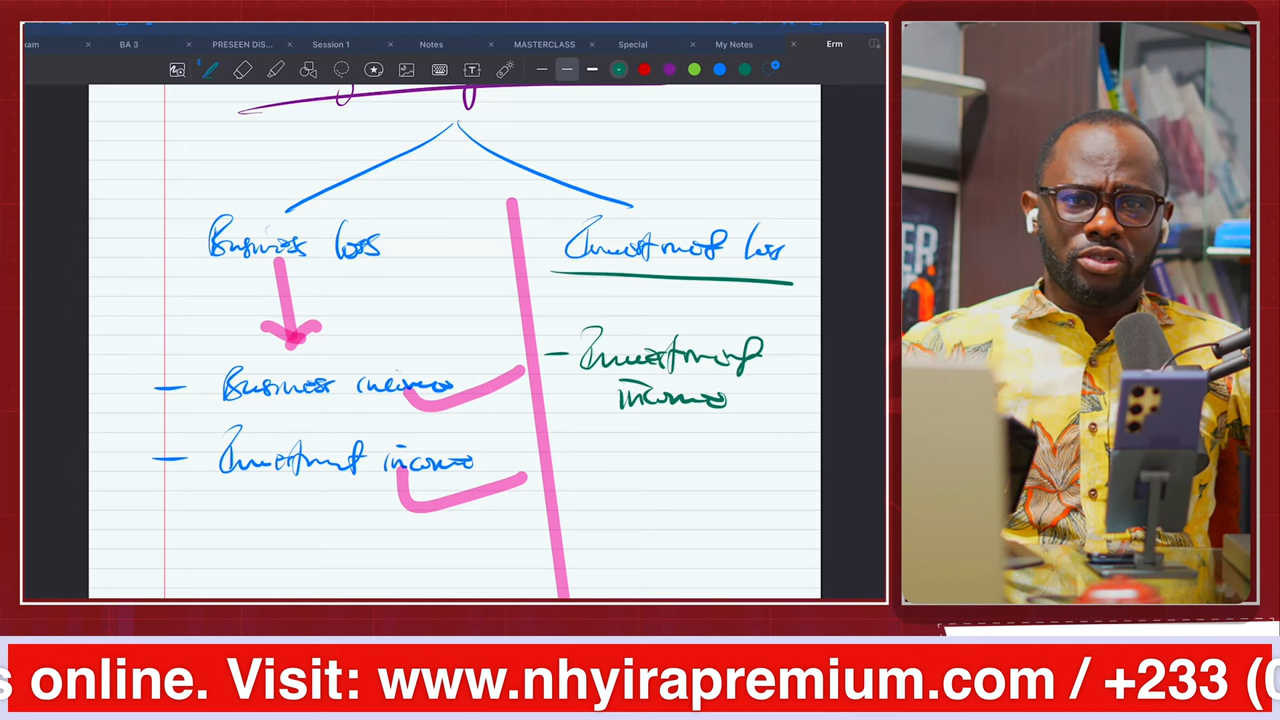 am
BA 3
PRESEEN DIS...
Session 1
Notes
MASTERCLASS
Special
My Notes
Erm
Business loss
Investment loss
- Investment
income
- Business income
- Investment income
s online. Visit: www.nhyirapremium.com / +233 (